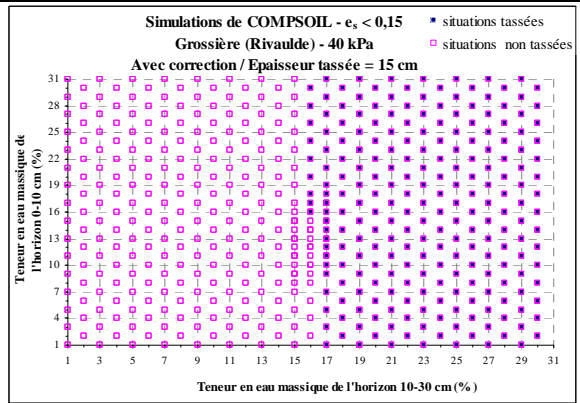 Simulations de COMPSOIL - es < 0,15
Grossière (Rivaulde) - 40 kPa
Avec correction / Epaisseur tassée = 15 cm
situations tassées
situations non tassées
Teneur en eau massique de
l'horizon 0-10 cm (%)
31
28
25
22
19
16
13
10
7
4
1
1 3 5 7 9 11 13 15 17 19 21 23 25 27 29 31
Teneur en eau massique de l'horizon 10-30 cm (%)